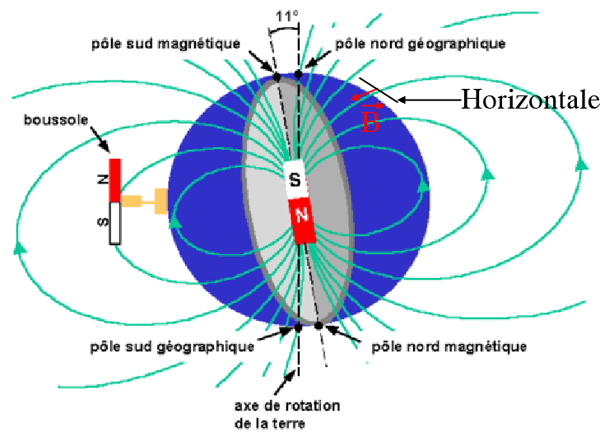 11°
pôle sud magnétique
pôle nord géographique
boussole
Horizontale
B
N
S
S
N
pôle sud géographique
pôle nord magnétique
axe de rotation
de la terre